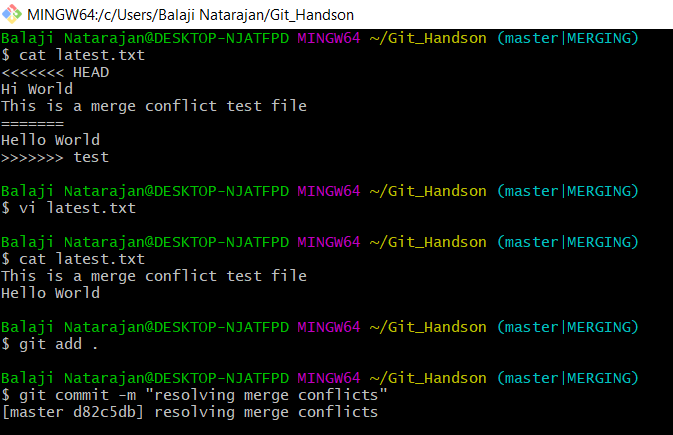 MINGW64:/c/Users/Balaji Natarajan/Git_Handson
Balaji Natarajan@DESKTOP-NJATFPD MINGW64 ~/Git_Handson (master|MERGING)
$ cat latest.txt
<<<<<<< HEAD
Hi World
This is a merge conflict test file
=======
Hello World
>>>>>>> test
Balaji Natarajan@DESKTOP-NJATFPD MINGW64 ~/Git_Handson (master|MERGING)
$ vi latest.txt
Balaji Natarajan@DESKTOP-NJATFPD MINGW64 ~/Git_Handson (master|MERGING)
$ cat latest.txt
This is a merge conflict test file
Hello World
Balaji Natarajan@DESKTOP-NJATFPD MINGW64 ~/Git_Handson (master|MERGING)
$ git add .
Balaji Natarajan@DESKTOP-NJATFPD MINGW64 ~/Git_Handson (master|MERGING)
$ git commit -m "resolving merge conflicts"
[master d82c5db] resolving merge conflicts